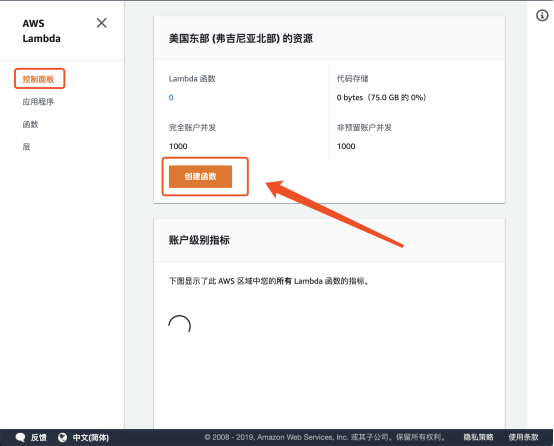 AWS
Lambda
控制面板
应用程序
函数
层
美国东部 (弗吉尼亚北部) 的资源
Lambda 函数
0
代码存储
0 bytes（75.0 GB 的 0%）
完全账户并发
1000
非预留账户并发
1000
创建函数
账户级别指标
下图显示了此 AWS 区域中您的所有 Lambda 函数的指标。
反馈
中文(简体)
© 2008 - 2019, Amazon Web Services, Inc. 或其子公司。保留所有权利。
隐私策略
使用条款